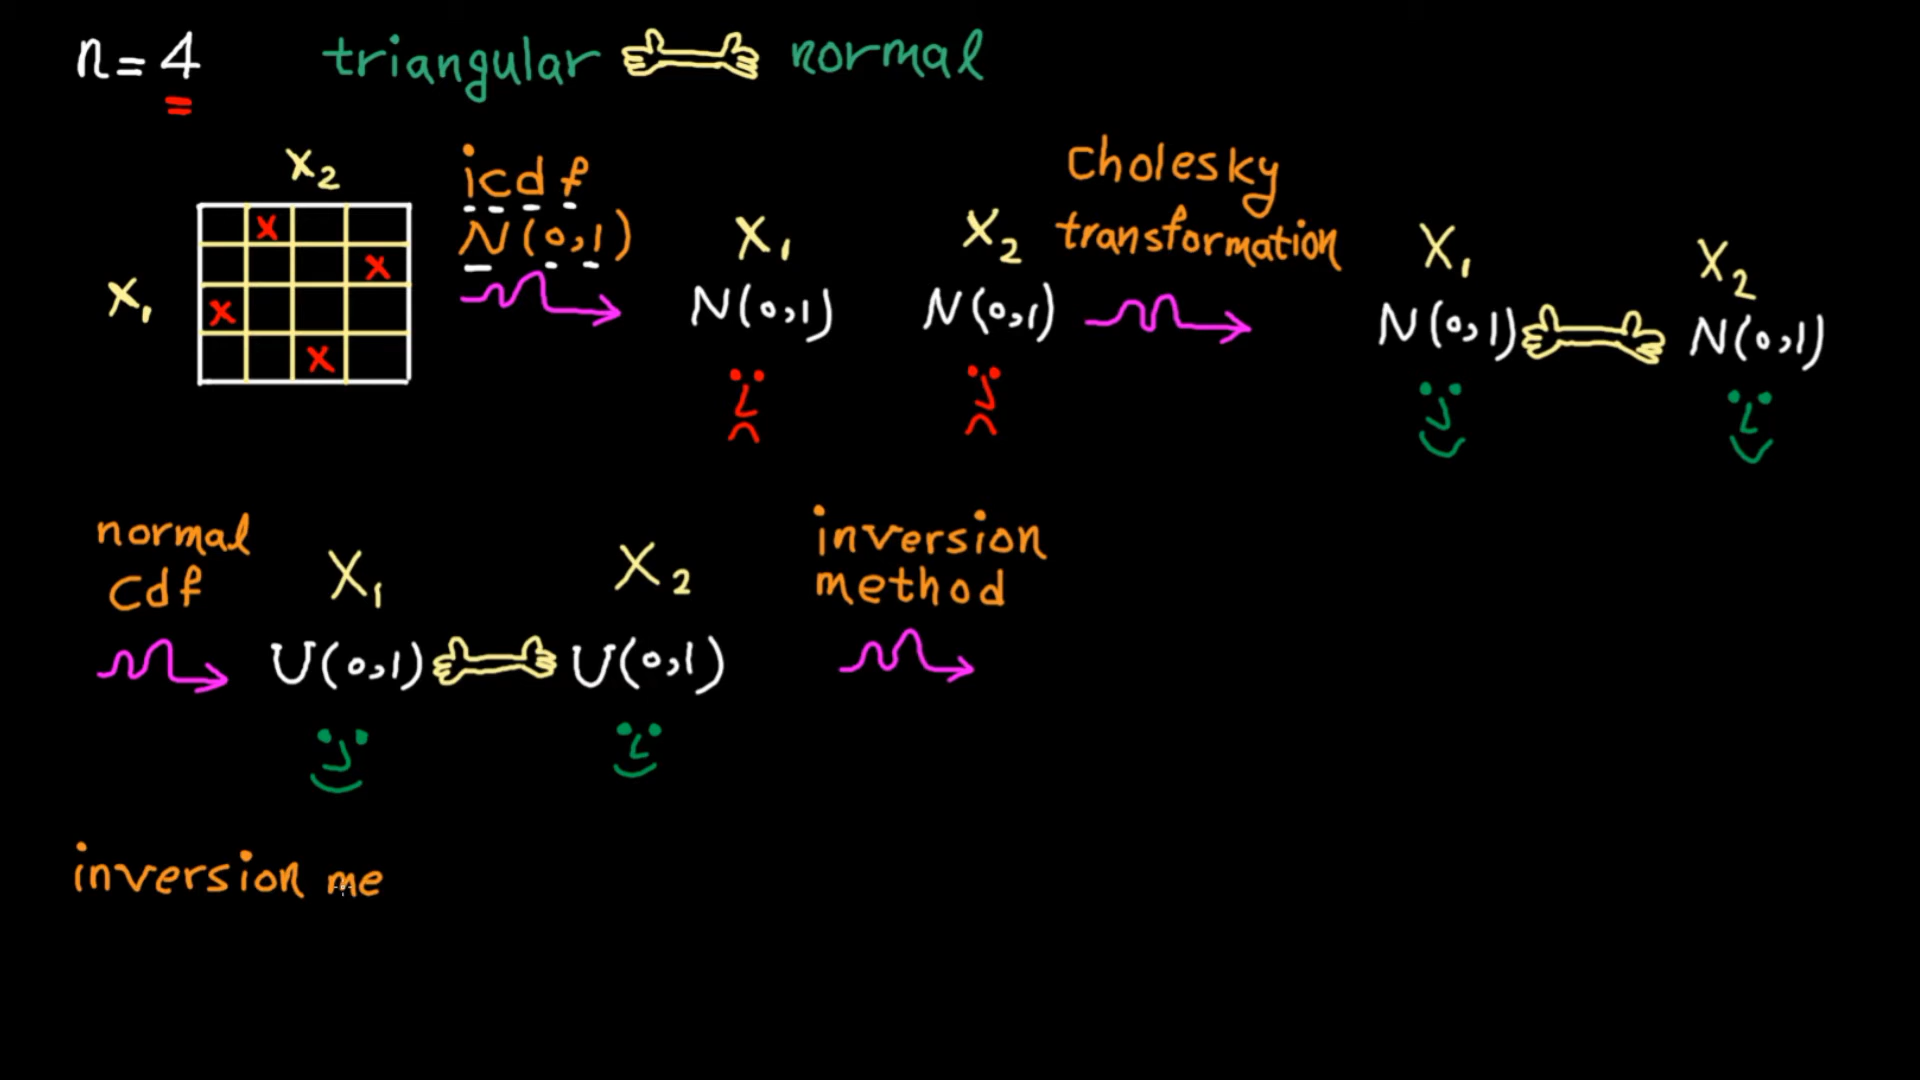 n = 4 triangular normal
x₂
x₁
x
x
x
x
icdf
N(0,1)
X₁ X₂
N(0,1) N(0,1)
Cholesky
transformation
X₁ X₂
N(0,1) N(0,1)
normal
cdf
X₁ X₂
U(0,1) U(0,1)
inversion
method
inversion me